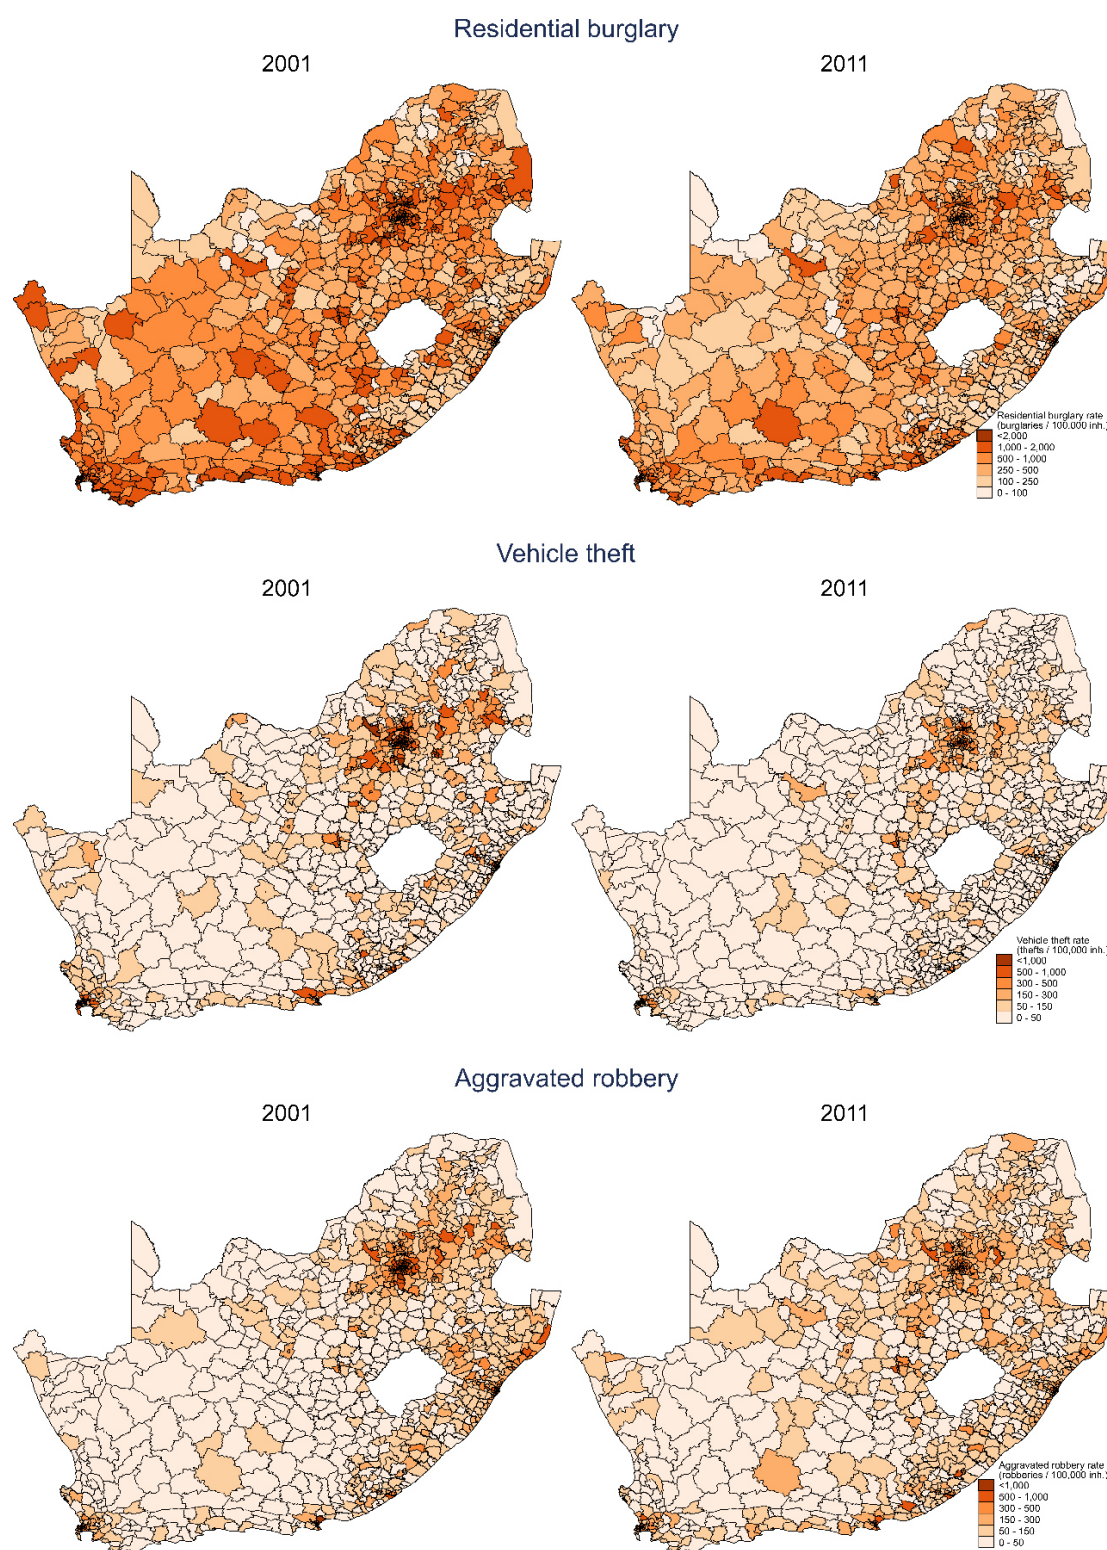 Residential burglary
2001
2011
Residential burglary rate
(burglaries / 100.000 inh.)
<2,000
1,000 - 2,000
500 - 1,000
250 - 500
100 - 250
0 - 100
Vehicle theft
2001
2011
Vehicle theft rate
(thefts / 100,000 inh.)
<1,000
500 - 1,000
300 - 500
150 - 300
50 - 150
0 - 50
Aggravated robbery
2001
2011
Aggravated robbery rate
(robberies / 100,000 inh.)
<1,000
500 - 1,000
300 - 500
150 - 300
50 - 150
0 - 50